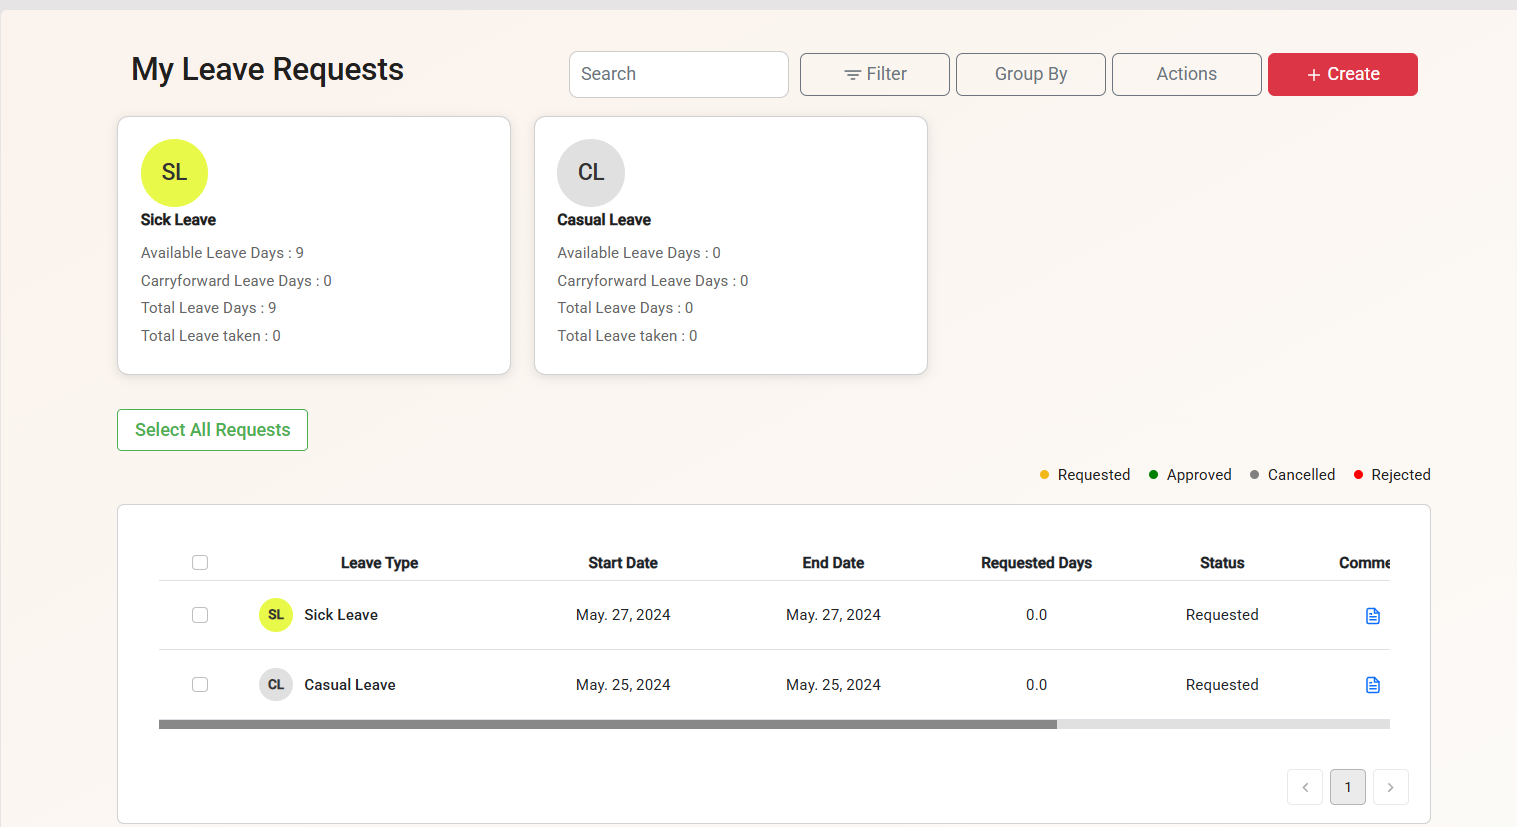 My Leave Requests
Search
Filter
Group By
Actions
+ Create
SL
Sick Leave
Available Leave Days : 9
Carryforward Leave Days : 0
Total Leave Days : 9
Total Leave taken : 0
CL
Casual Leave
Available Leave Days : 0
Carryforward Leave Days : 0
Total Leave Days : 0
Total Leave taken : 0
Select All Requests
Requested Approved Cancelled Rejected
Leave Type Start Date End Date Requested Days Status Comme
SL Sick Leave May. 27, 2024 May. 27, 2024 0.0 Requested
CL Casual Leave May. 25, 2024 May. 25, 2024 0.0 Requested
1